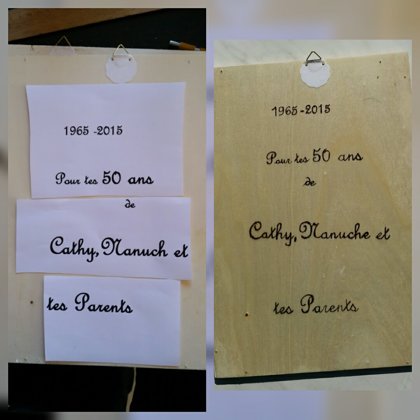 1965-2015
Pour tes 50 ans
de
Cathy, Nanuch et
tes Parents
1965-2015
Pour tes 50 ans
de
Cathy, Nanuche et
tes Parents